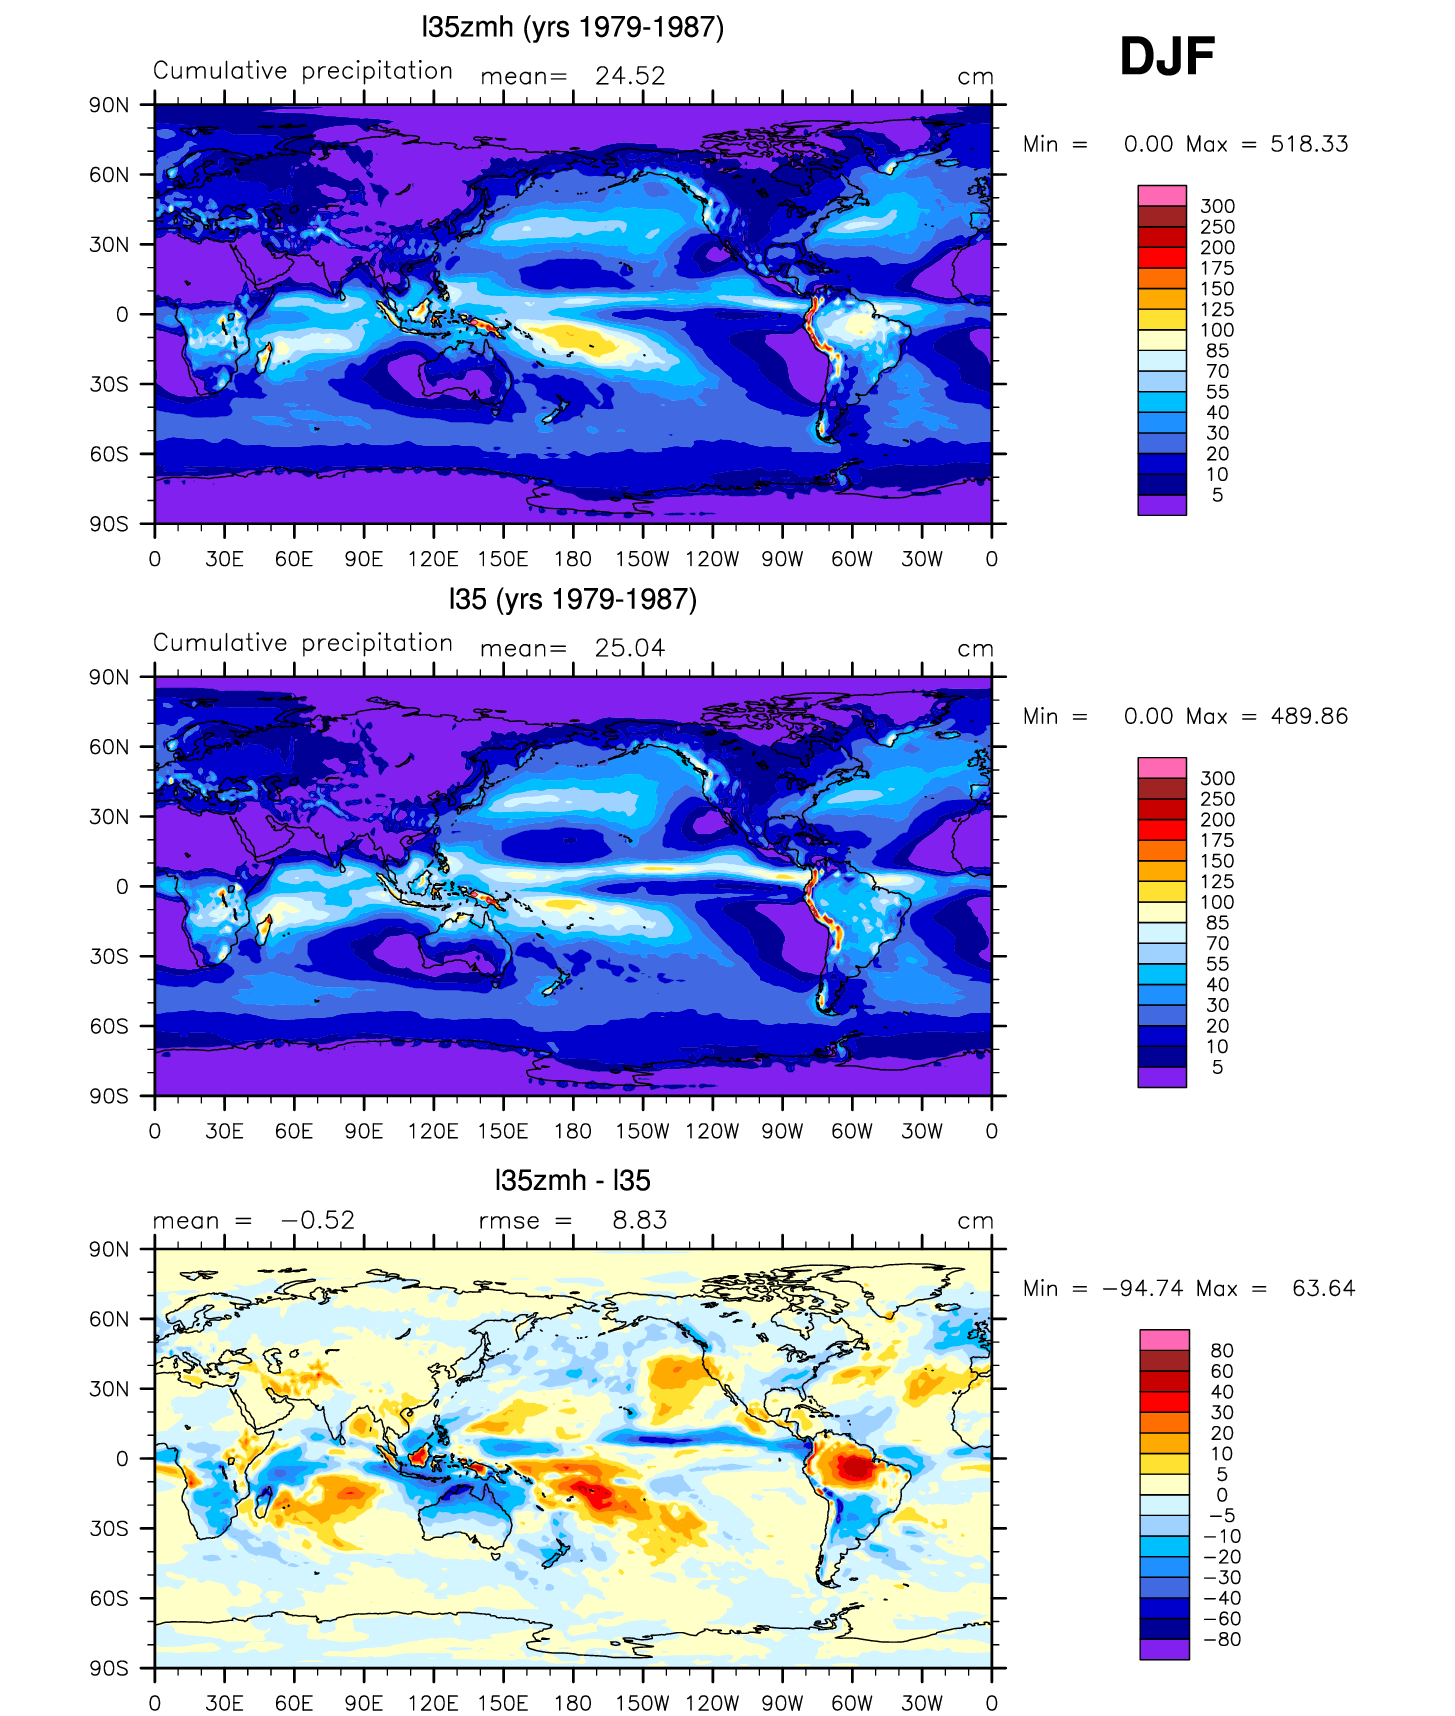 l35zmh (yrs 1979-1987)
DJF
Cumulative precipitation mean= 24.52 cm
Min = 0.00 Max = 518.33
90N
60N
30N
0
30S
60S
90S
0 30E 60E 90E 120E 150E 180 150W 120W 90W 60W 30W 0
300
250
200
175
150
125
100
85
70
55
40
30
20
10
5
l35 (yrs 1979-1987)
Cumulative precipitation mean= 25.04 cm
Min = 0.00 Max = 489.86
90N
60N
30N
0
30S
60S
90S
0 30E 60E 90E 120E 150E 180 150W 120W 90W 60W 30W 0
300
250
200
175
150
125
100
85
70
55
40
30
20
10
5
l35zmh - l35
mean = −0.52 rmse = 8.83 cm
Min = −94.74 Max = 63.64
90N
60N
30N
0
30S
60S
90S
0 30E 60E 90E 120E 150E 180 150W 120W 90W 60W 30W 0
80
60
40
30
20
10
5
0
−5
−10
−20
−30
−40
−60
−80